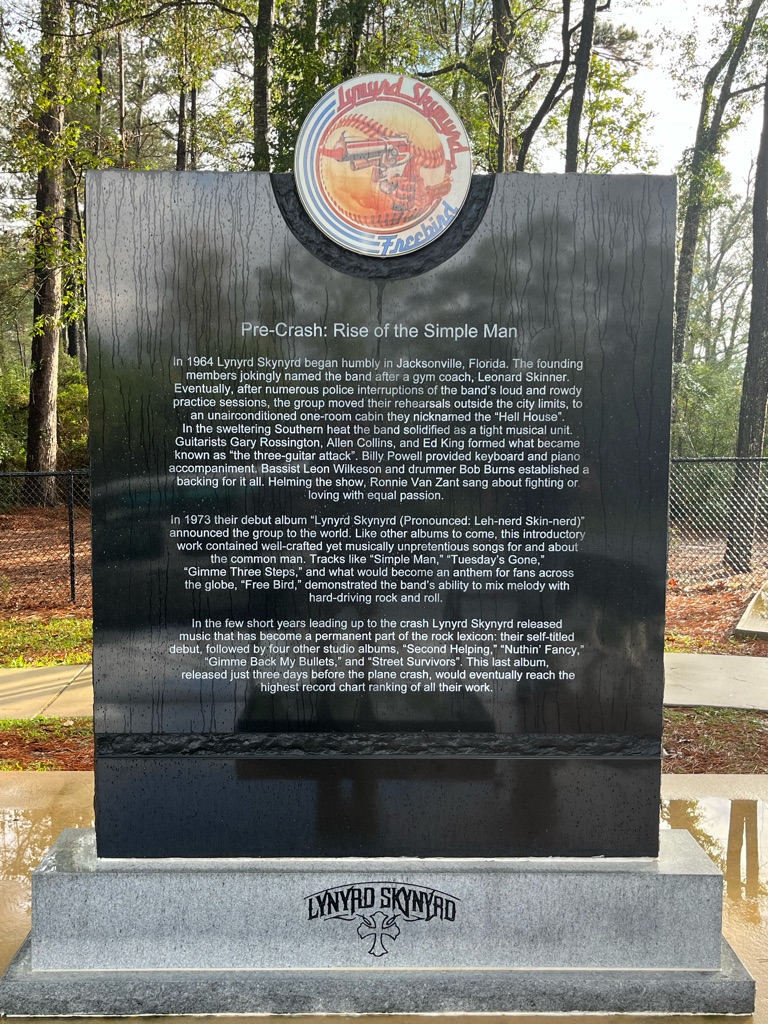 Lynyrd Skynyrd
Freebird
Pre-Crash: Rise of the Simple Man
In 1964 Lynyrd Skynyrd began humbly in Jacksonville, Florida. The founding
members jokingly named the band after a gym coach, Leonard Skinner.
Eventually, after numerous police interruptions of the band's loud and rowdy
practice sessions, the group moved their rehearsals outside the city limits, to
an unairconditioned one-room cabin they nicknamed the “Hell House”.
In the sweltering Southern heat the band solidified as a tight musical unit.
Guitarists Gary Rossington, Allen Collins, and Ed King formed what became
known as “the three-guitar attack”. Billy Powell provided keyboard and piano
accompaniment. Bassist Leon Wilkeson and drummer Bob Burns established a
backing for it all. Helming the show, Ronnie Van Zant sang about fighting or
loving with equal passion.
In 1973 their debut album “Lynyrd Skynyrd (Pronounced: Leh-nerd Skin-nerd)”
announced the group to the world. Like other albums to come, this introductory
work contained well-crafted yet musically unpretentious songs for and about
the common man. Tracks like “Simple Man,” “Tuesday's Gone,”
“Gimme Three Steps,” and what would become an anthem for fans across
the globe, “Free Bird,” demonstrated the band's ability to mix melody with
hard-driving rock and roll.
In the few short years leading up to the crash Lynyrd Skynyrd released
music that has become a permanent part of the rock lexicon: their self-titled
debut, followed by four other studio albums, “Second Helping,” “Nuthin' Fancy,”
“Gimme Back My Bullets,” and “Street Survivors”. This last album,
released just three days before the plane crash, would eventually reach the
highest record chart ranking of all their work.
LYNYRD SKYNYRD